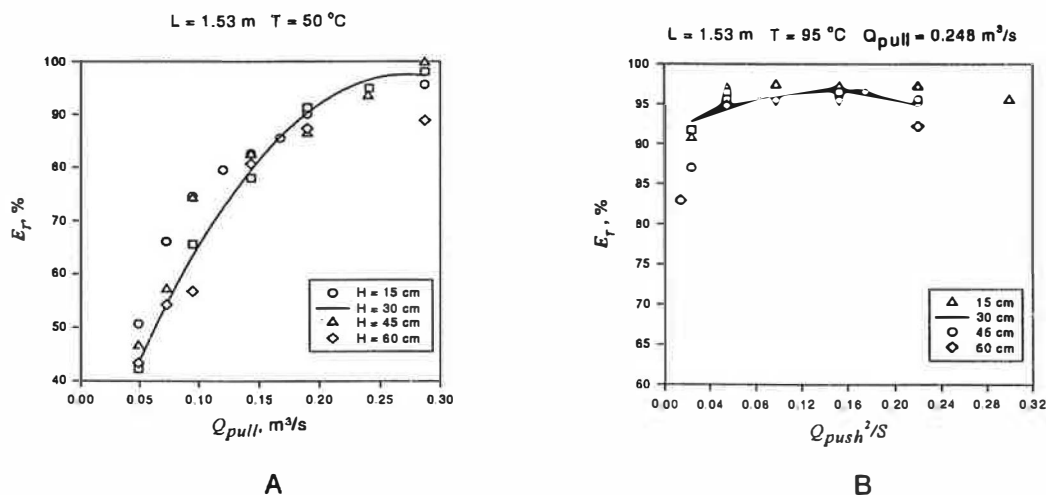 L = 1.53 m T = 50 °C
100
90
80
70
60
50
40
E_T, %
0.00 0.05 0.10 0.15 0.20 0.25 0.30
Q_pull, m³/s
H = 15 cm
H = 30 cm
H = 45 cm
H = 60 cm
A
L = 1.53 m T = 95 °C Q_pull = 0.248 m³/s
100
95
90
85
80
75
70
65
60
E_T, %
0.00 0.04 0.08 0.12 0.16 0.20 0.24 0.28 0.32
Q_push²/S
15 cm
30 cm
45 cm
60 cm
B